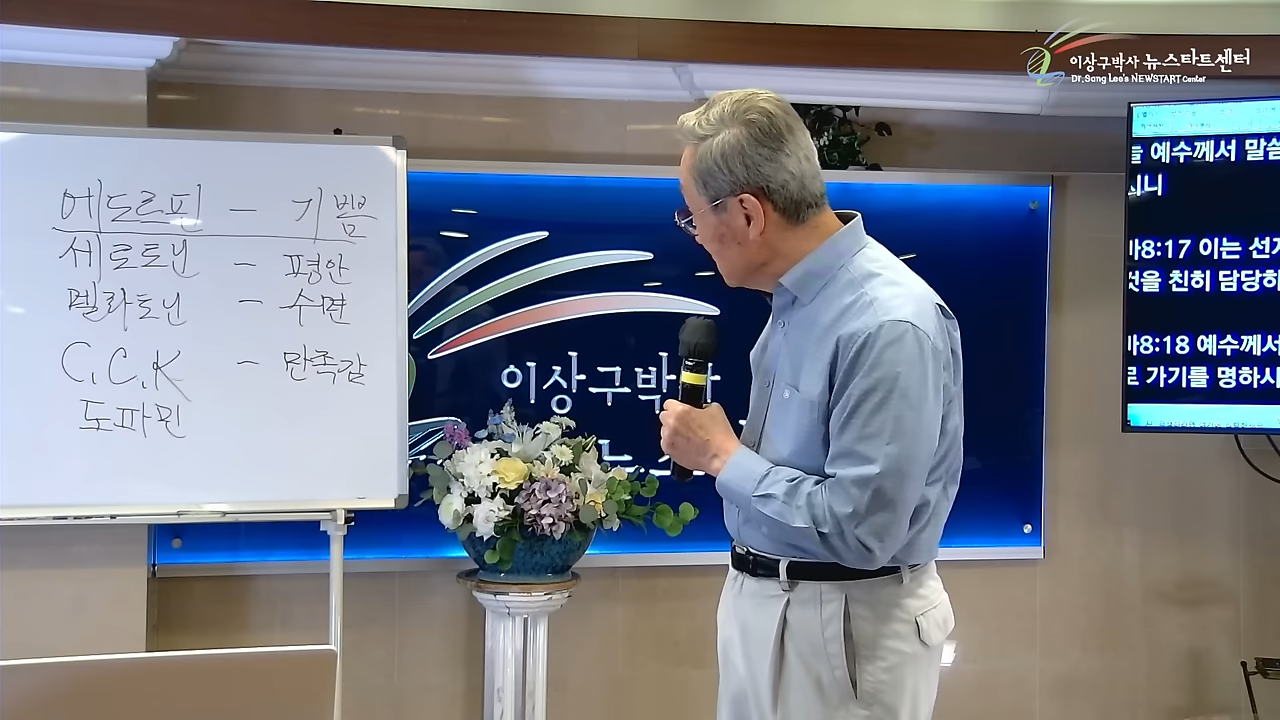 에도르핀 - 기쁨
세로토닌 - 평안
멜라토닌 - 수면
C.C.K - 만족감
도파민
이상구박사
이상구박사 뉴스타트센터
Dr.Sang Lee's NEWSTART Center
예수께서 말씀
시니
8:17 이는 선지
것을 친히 담당하
8:18 예수께서
로 가기를 명하시